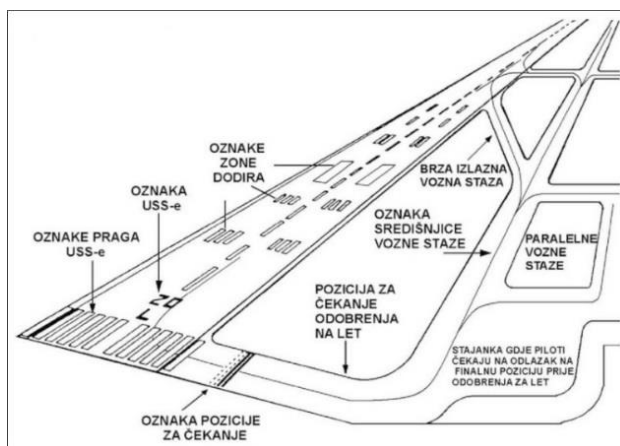 OZNAKE
ZONE
DODIRA
OZNAKA
USS-e
OZNAKE PRAGA
USS-e
BRZA IZLAZNA
VOZNA STAZA
OZNAKA
SREDIŠNJICE
VOZNE STAZE
PARALELNE
VOZNE
STAZE
POZICIJA ZA
ČEKANJE
ODOBRENJA
NA LET
STAJANKA GDJE PILOTI
ČEKAJU NA ODLAZAK NA
FINALNU POZICIJU PRIJE
ODOBRENJA ZA LET
OZNAKA POZICIJE
ZA ČEKANJE
20
L